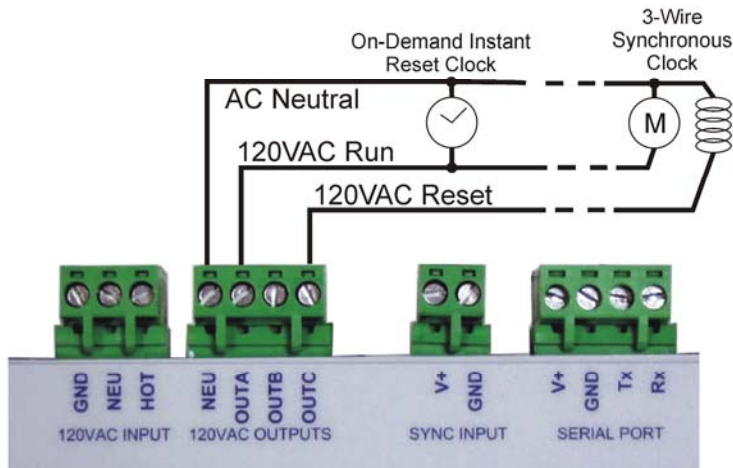 3-Wire
Synchronous
Clock
On-Demand Instant
Reset Clock
AC Neutral
M
120VAC Run
120VAC Reset
GND
NEU
HOT
NEU
OUTA
OUTB
OUTC
V+
GND
V+
GND
Tx
Rx
120VAC INPUT
120VAC OUTPUTS
SYNC INPUT
SERIAL PORT